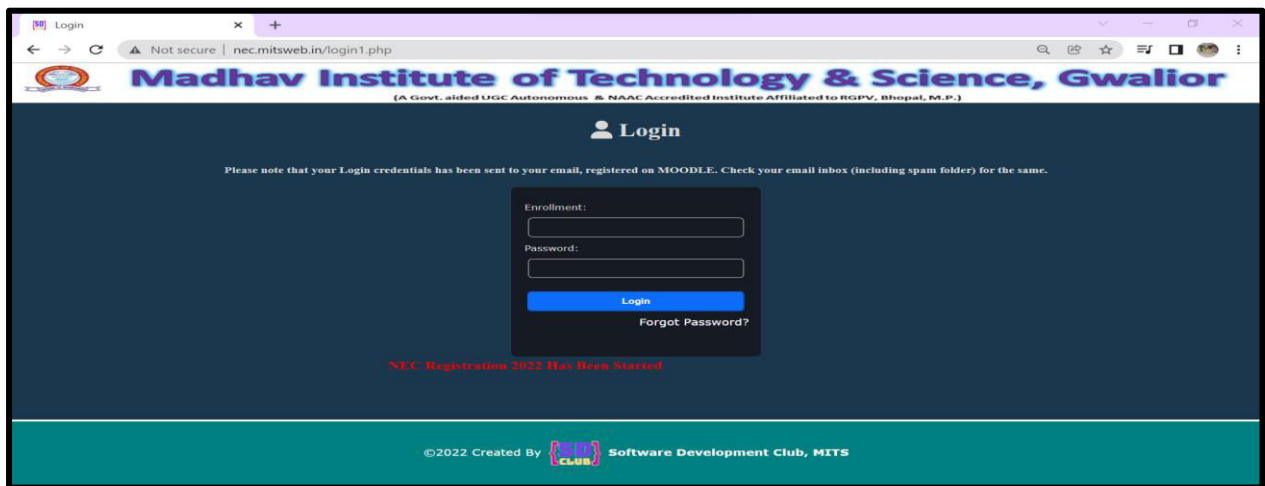 Login
Not secure | nec.mitsweb.in/login1.php
Madhav Institute of Technology & Science, Gwalior
(A Govt. aided UGC Autonomous & NAAC Accredited Institute Affiliated to RGPV, Bhopal, M.P.)
Login
Please note that your Login credentials has been sent to your email, registered on MOODLE. Check your email inbox (including spam folder) for the same.
Enrollment:
Password:
Login
Forgot Password?
NEC Registration 2022 Has Been Started
©2022 Created By {SD CLUB} Software Development Club, MITS